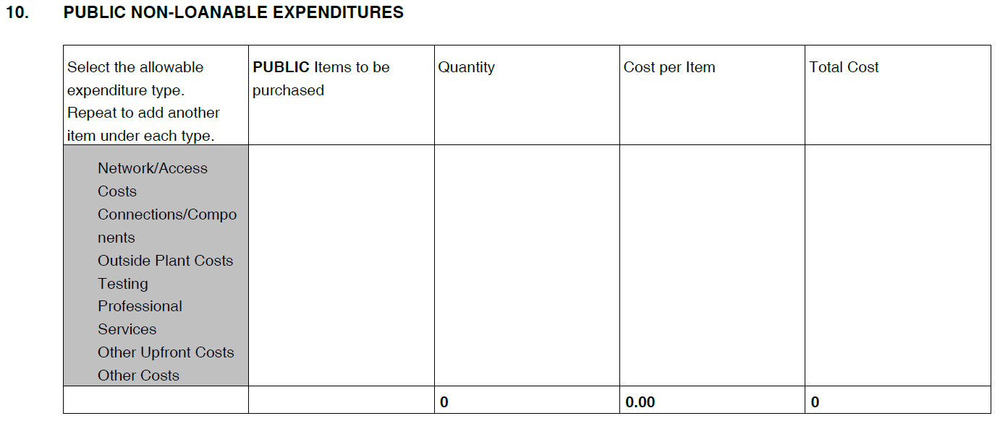 10. PUBLIC NON-LOANABLE EXPENDITURES
Select the allowable
expenditure type.
Repeat to add another
item under each type.
PUBLIC Items to be
purchased
Quantity
Cost per Item
Total Cost
Network/Access
Costs
Connections/Compo
nents
Outside Plant Costs
Testing
Professional
Services
Other Upfront Costs
Other Costs
0
0.00
0